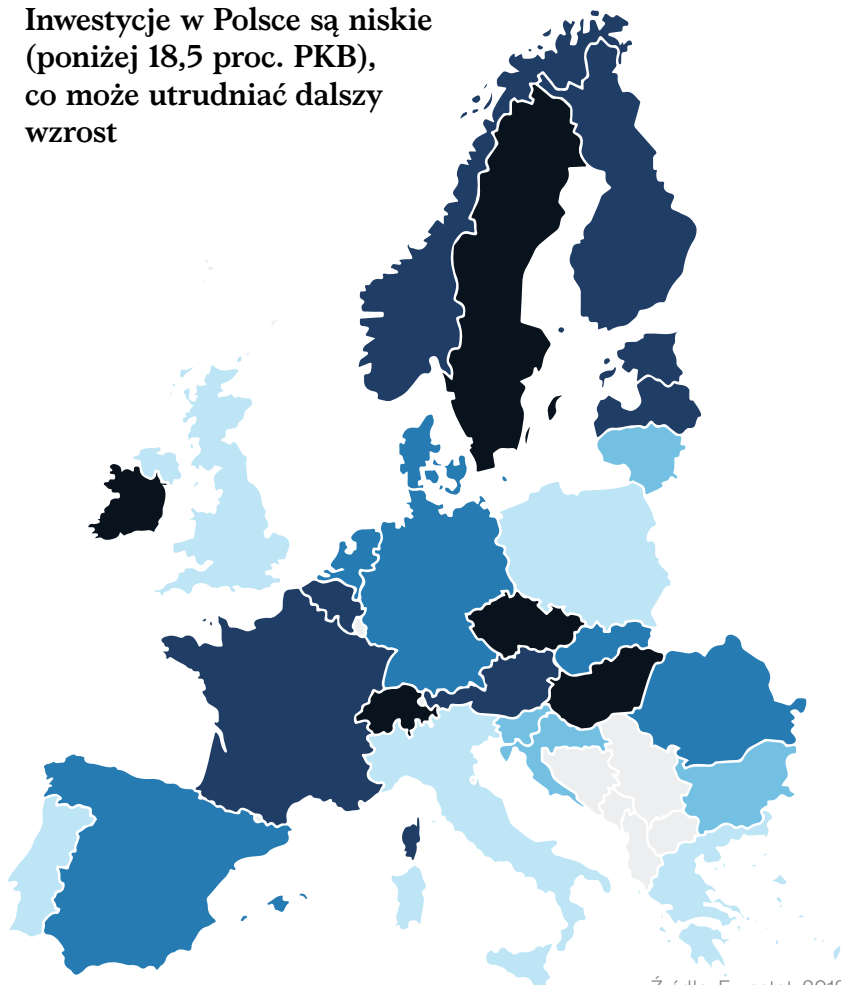 Inwestycje w Polsce są niskie
(poniżej 18,5 proc. PKB),
co może utrudniać dalszy
wzrost